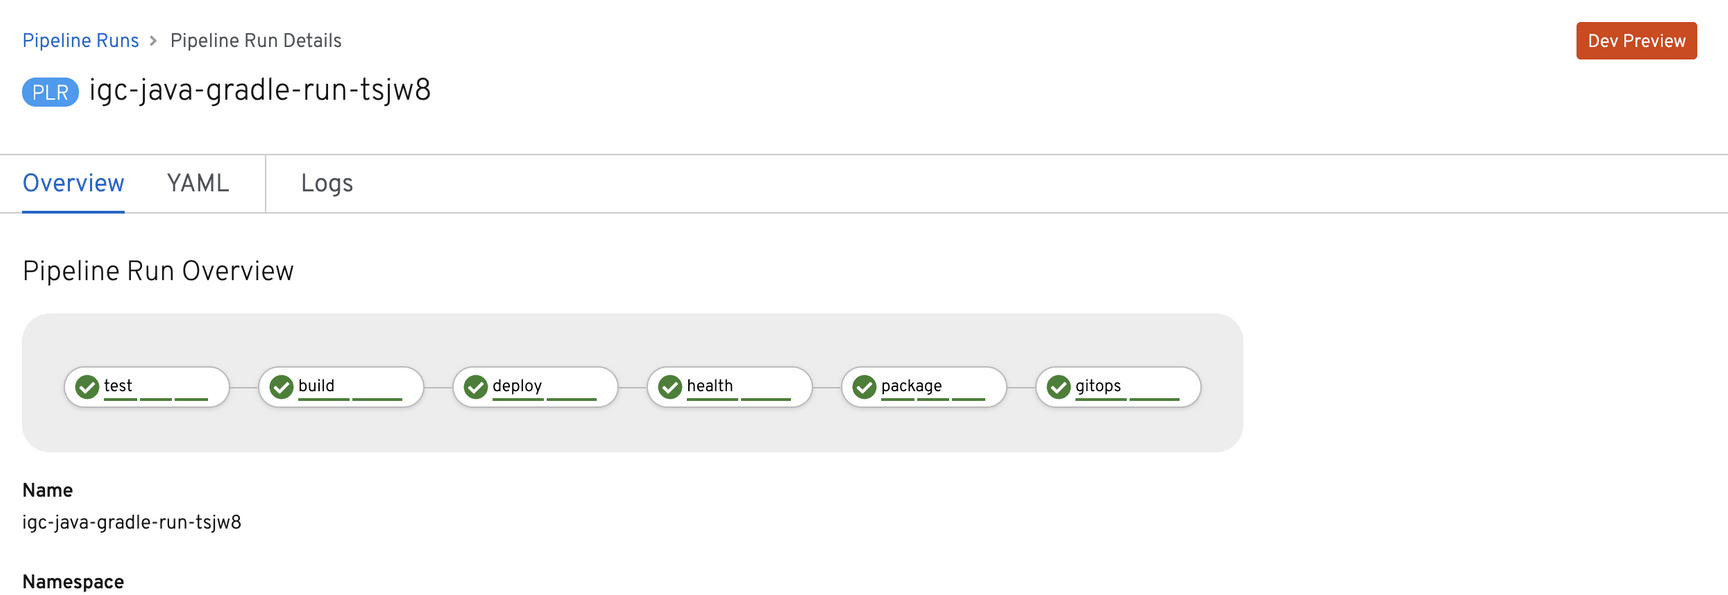 Pipeline Runs > Pipeline Run Details
Dev Preview
PLR igc-java-gradle-run-tsjw8
Overview YAML Logs
Pipeline Run Overview
test build deploy health package gitops
Name
igc-java-gradle-run-tsjw8
Namespace